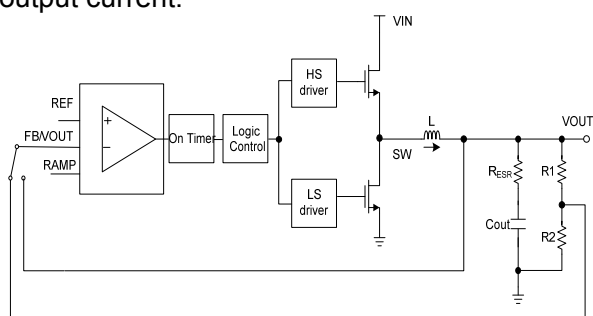 output current.
VIN
HS
driver
REF
+
FB/VOUT
−
RAMP
On Timer
Logic
Control
L
VOUT
SW
RESR
R1
LS
driver
Cout
R2